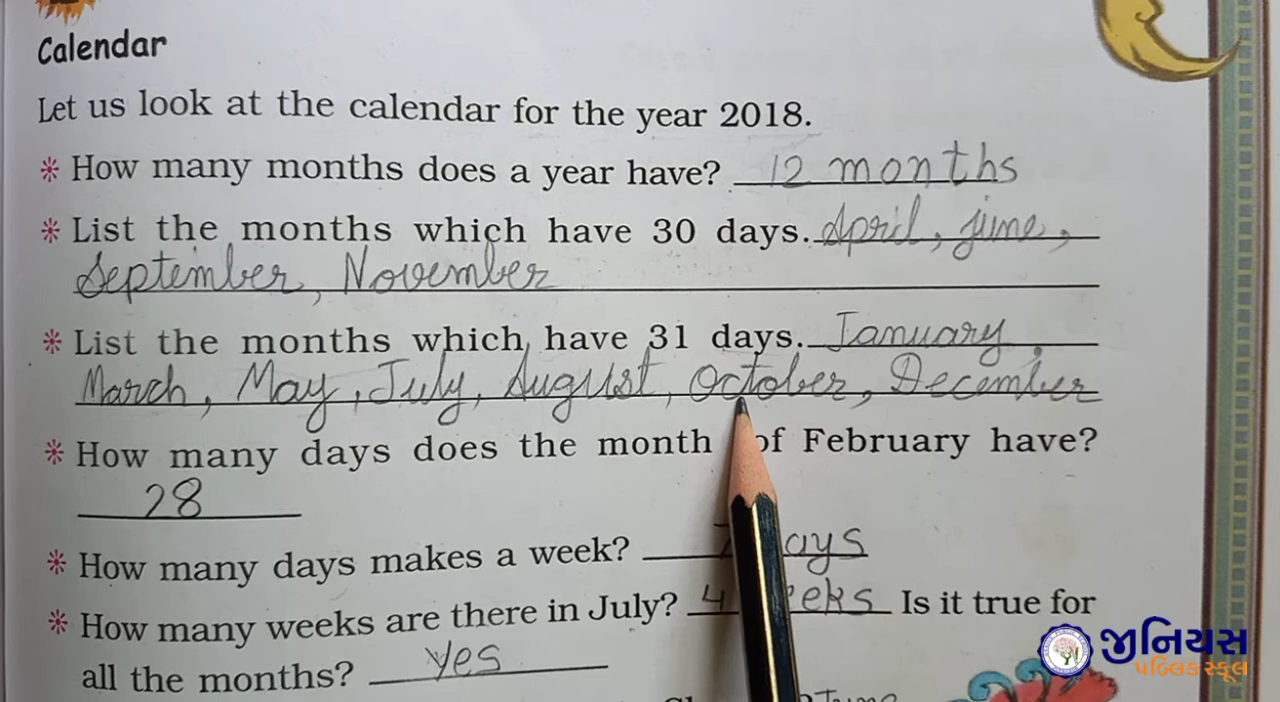 Calendar
Let us look at the calendar for the year 2018.
* How many months does a year have? 12 months
* List the months which have 30 days. April, june,
September, November
* List the months which have 31 days. January,
March, May, July, August, October, December
* How many days does the month of February have?
28
* How many days makes a week? 7 days
* How many weeks are there in July? 4 weeks Is it true for
all the months? yes
જીનિયસ
પબ્લિક સ્કૂલ